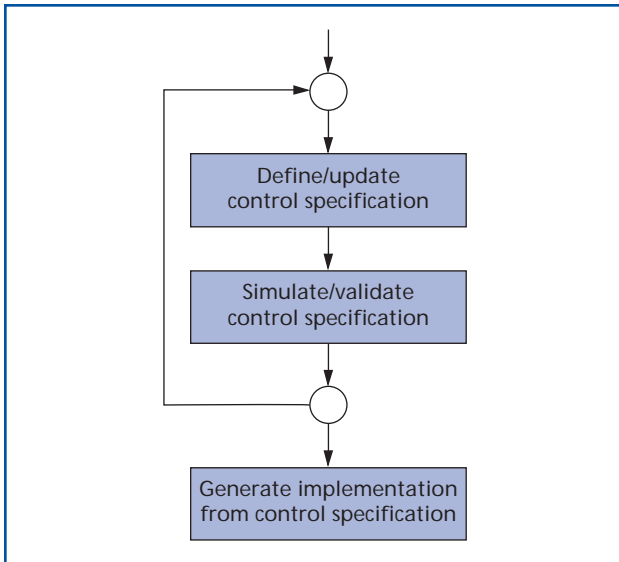 Define/update
control specification
Simulate/validate
control specification
Generate implementation
from control specification